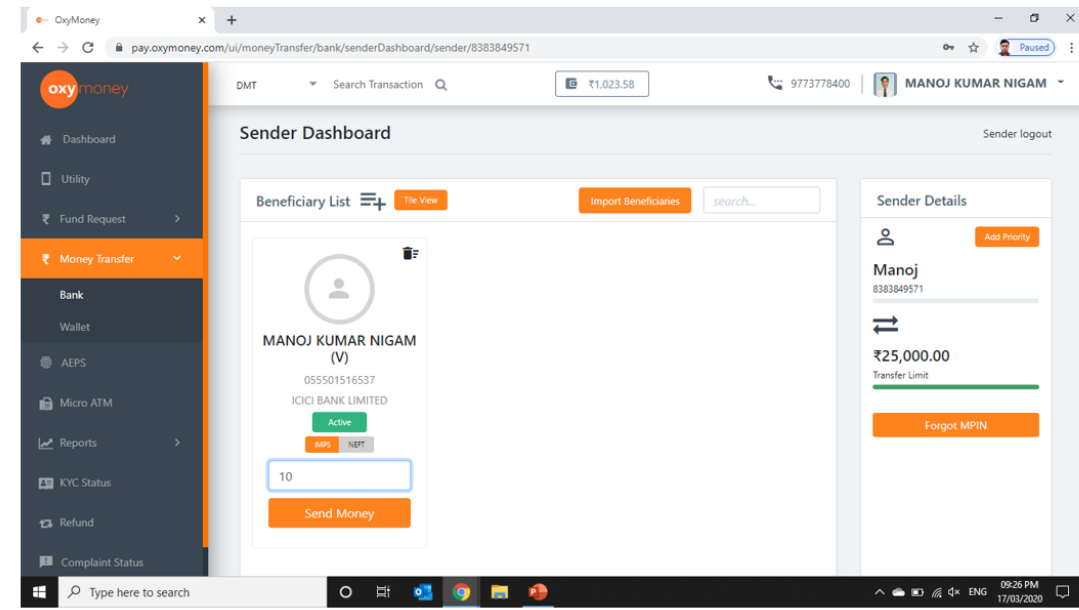 OxyMoney
pay.oxymoney.com/ui/moneyTransfer/bank/senderDashboard/sender/8383849571
Paused
oxymoney
DMT
Search Transaction
₹1,023.58
9773778400
MANOJ KUMAR NIGAM
Dashboard
Utility
₹ Fund Request
₹ Money Transfer
Bank
Wallet
AEPS
Micro ATM
Reports
KYC Status
Refund
Complaint Status
Sender Dashboard
Sender logout
Beneficiary List
Tile View
Import Beneficiaries
search...
MANOJ KUMAR NIGAM
(V)
055501516537
ICICI BANK LIMITED
Active
IMPS NEFT
10
Send Money
Sender Details
Add Priority
Manoj
8383849571
₹25,000.00
Transfer Limit
Forgot MPIN
Type here to search
ENG
09:26 PM
17/03/2020